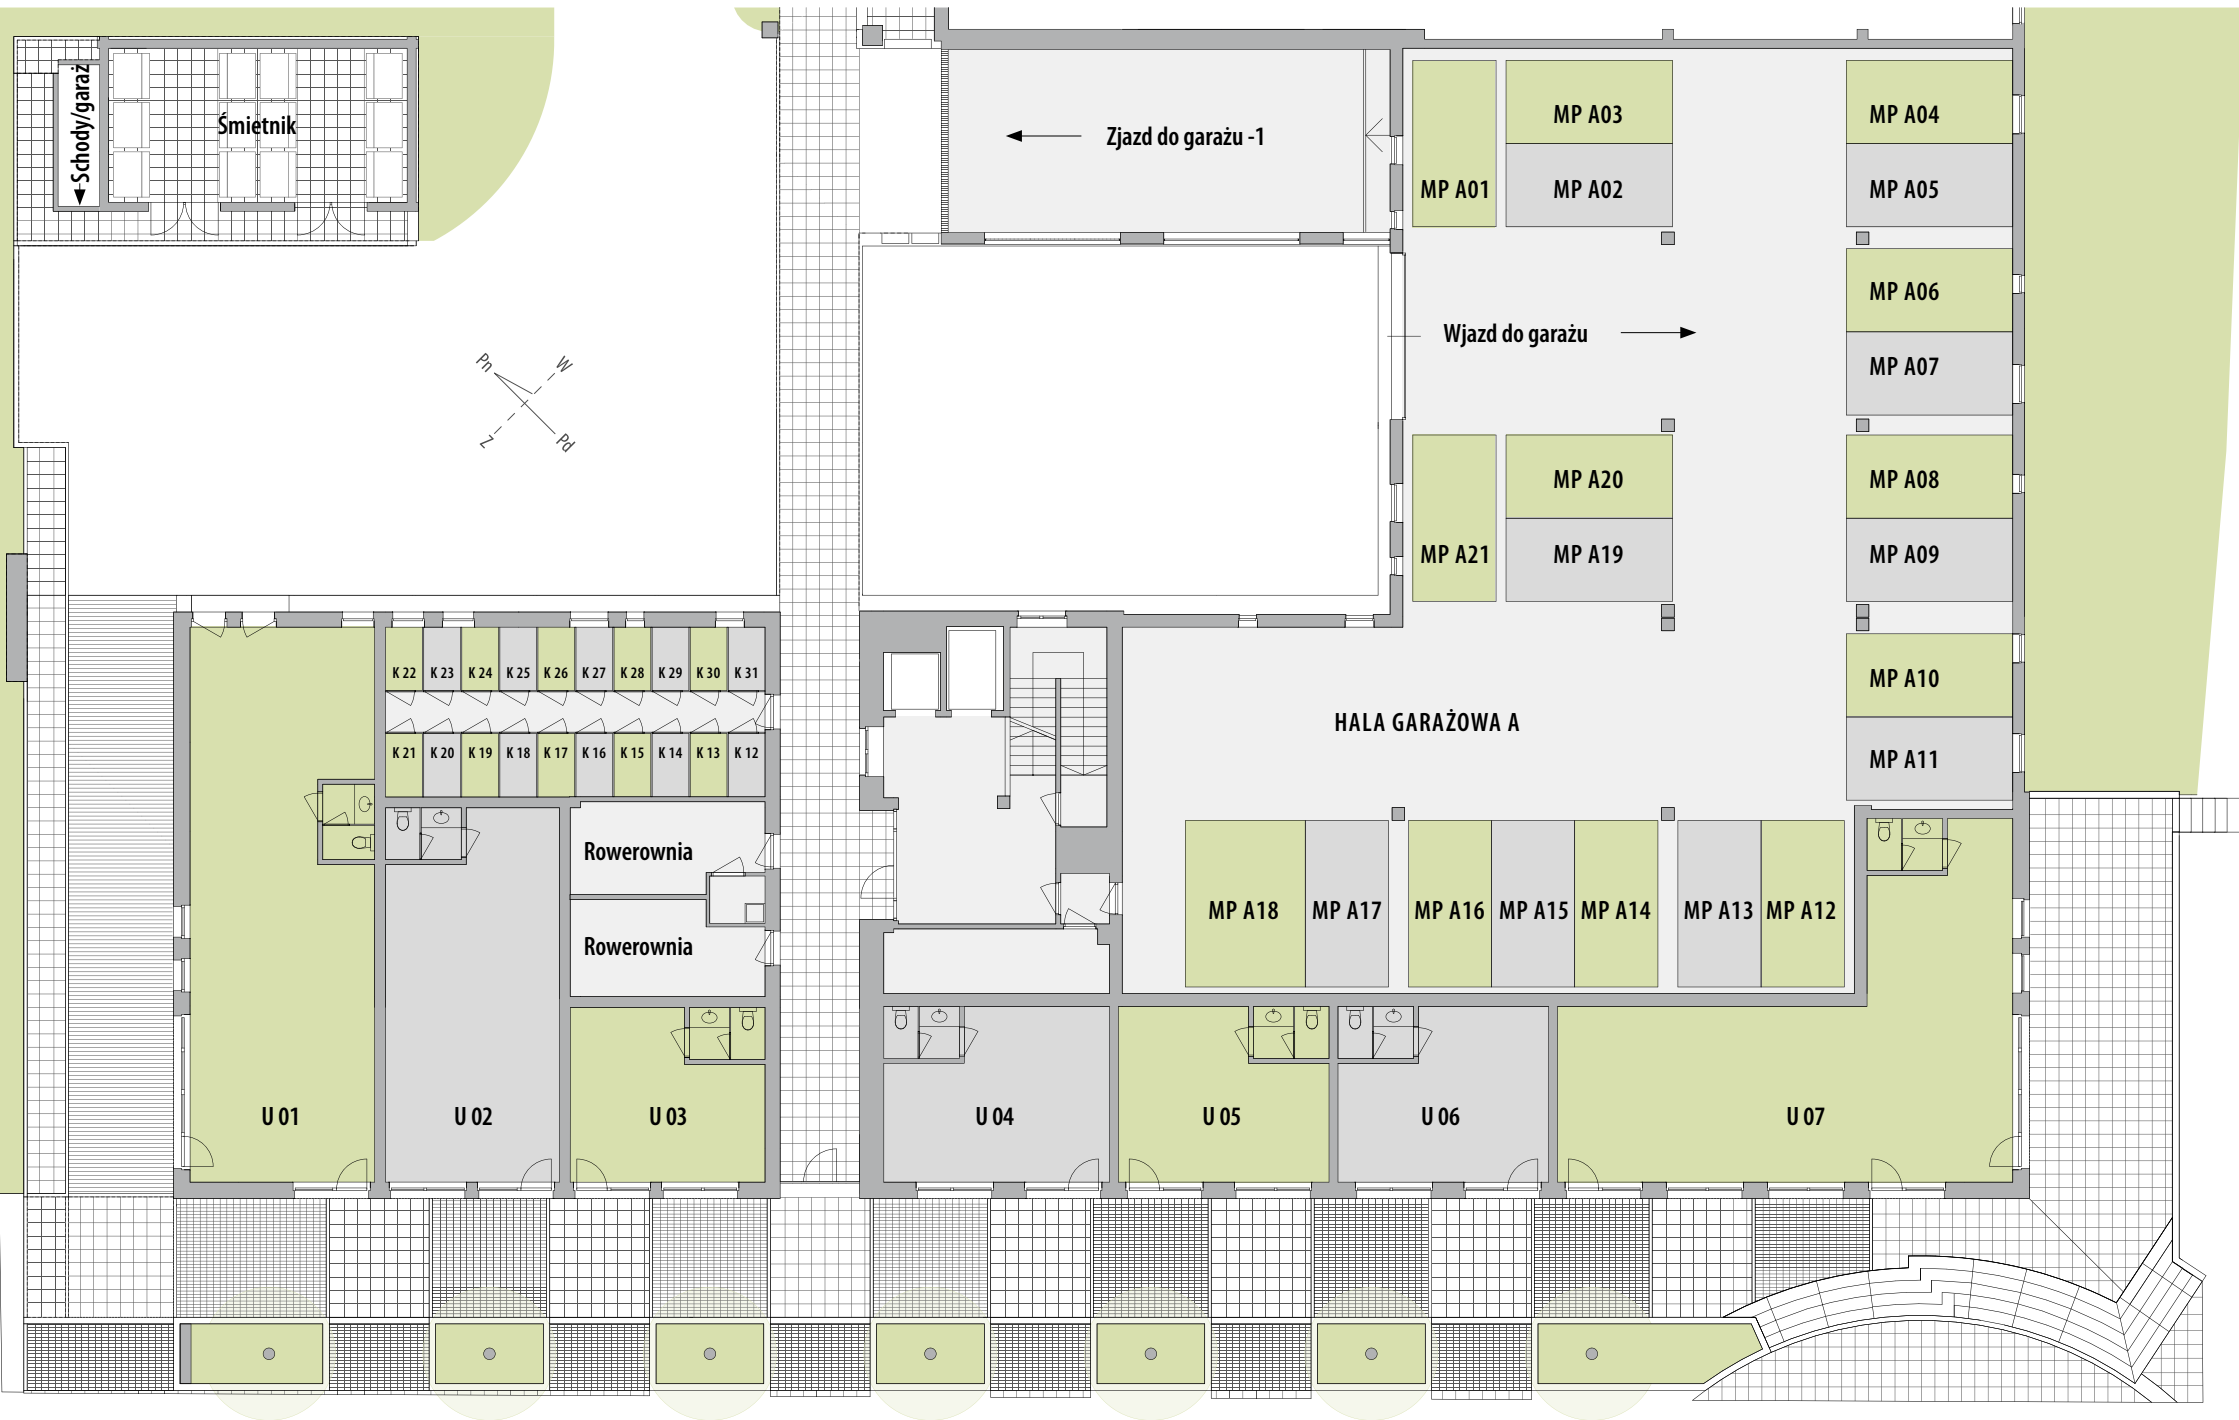 Schody/garaż
Śmietnik
Zjazd do garażu -1
MP A01
MP A03
MP A02
MP A04
MP A05
Pn
W
Z
Pd
Wjazd do garażu
MP A06
MP A07
MP A21
MP A20
MP A19
MP A08
MP A09
K 22
K 23
K 24
K 25
K 26
K 27
K 28
K 29
K 30
K 31
K 21
K 20
K 19
K 18
K 17
K 16
K 15
K 14
K 13
K 12
HALA GARAŻOWA A
MP A10
MP A11
Rowerownia
Rowerownia
MP A18
MP A17
MP A16
MP A15
MP A14
MP A13
MP A12
U 01
U 02
U 03
U 04
U 05
U 06
U 07